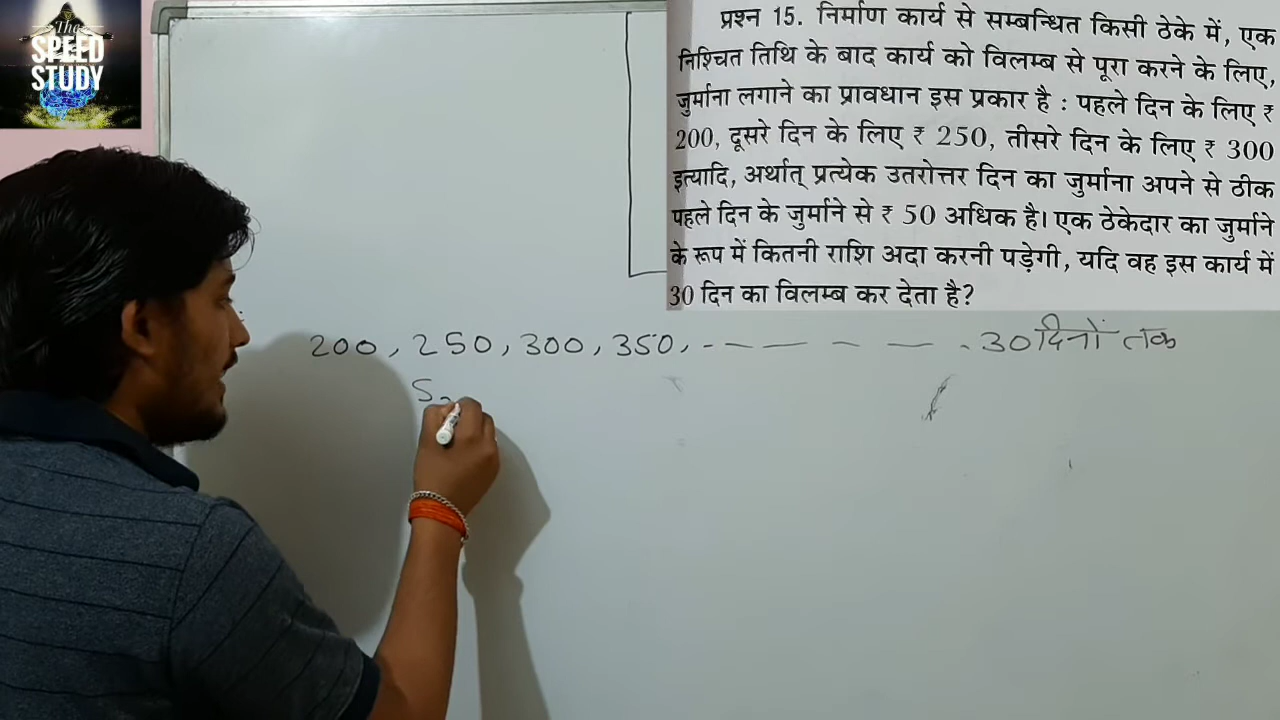 The
SPEED
STUDY
प्रश्न 15. निर्माण कार्य से सम्बन्धित किसी ठेके में, एक
निश्चित तिथि के बाद कार्य को विलम्ब से पूरा करने के लिए,
जुर्माना लगाने का प्रावधान इस प्रकार है : पहले दिन के लिए ₹
200, दूसरे दिन के लिए ₹ 250, तीसरे दिन के लिए ₹ 300
इत्यादि, अर्थात् प्रत्येक उतरोत्तर दिन का जुर्माना अपने से ठीक
पहले दिन के जुर्माने से ₹ 50 अधिक है। एक ठेकेदार का जुर्माने
के रूप में कितनी राशि अदा करनी पड़ेगी, यदि वह इस कार्य में
30 दिन का विलम्ब कर देता है?
200, 250, 300, 350, - — — - — . 30 दिनों तक
S